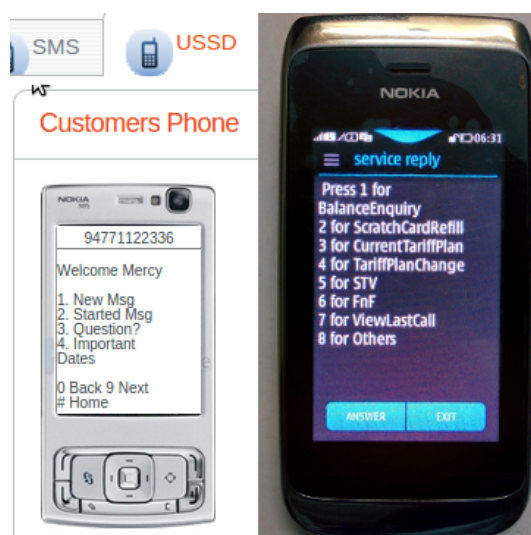 SMS
USSD
Customers Phone
NOKIA
94771122336
Welcome Mercy
1. New Msg
2. Started Msg
3. Question?
4. Important
Dates
0 Back 9 Next
# Home
NOKIA
06:31
service reply
Press 1 for
BalanceEnquiry
2 for ScratchCardRefill
3 for CurrentTariffPlan
4 for TariffPlanChange
5 for STV
6 for FnF
7 for ViewLastCall
8 for Others
ANSWER EXIT